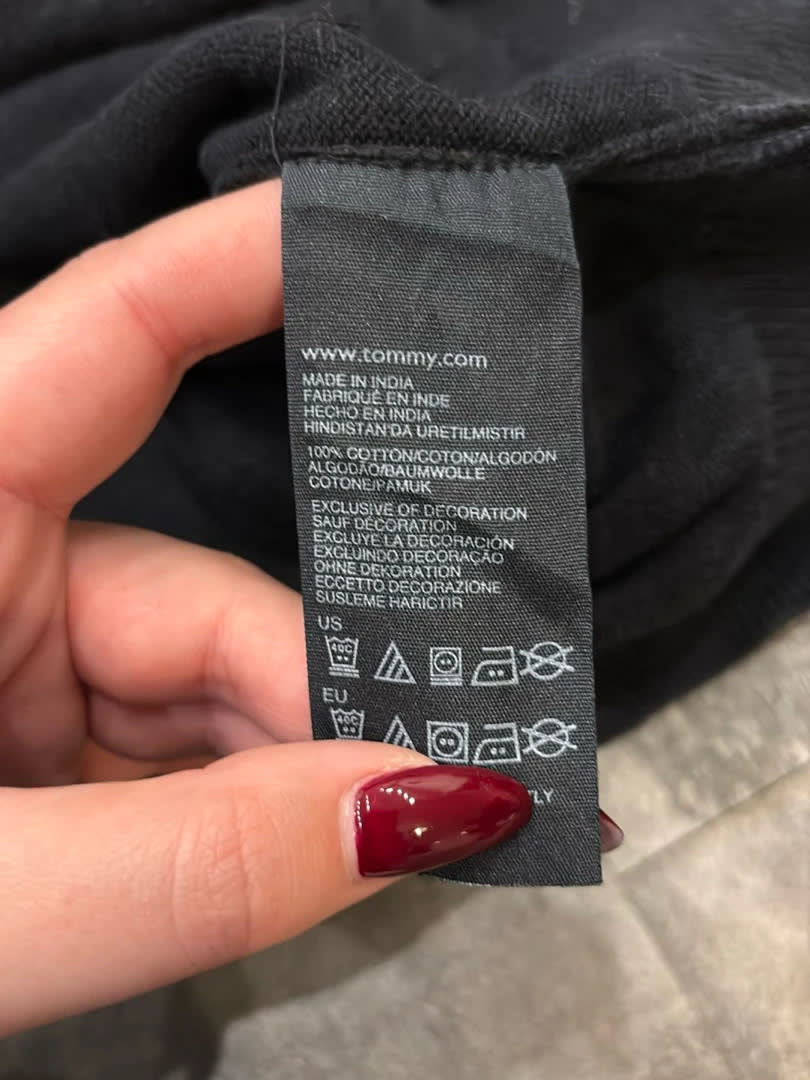 www.tommy.com
MADE IN INDIA
FABRIQUÉ EN INDE
HECHO EN INDIA
HINDISTAN'DA URETILMISTIR
100% COTTON/COTON/ALGODÓN
ALGODÃO/BAUMWOLLE
COTONE/PAMUK
EXCLUSIVE OF DECORATION
SAUF DÉCORATION
EXCLUYE LA DECORACIÓN
EXCLUINDO DECORAÇÃO
OHNE DEKORATION
ECCETTO DECORAZIONE
SUSLEME HARICTIR
US
40C
EU
40C